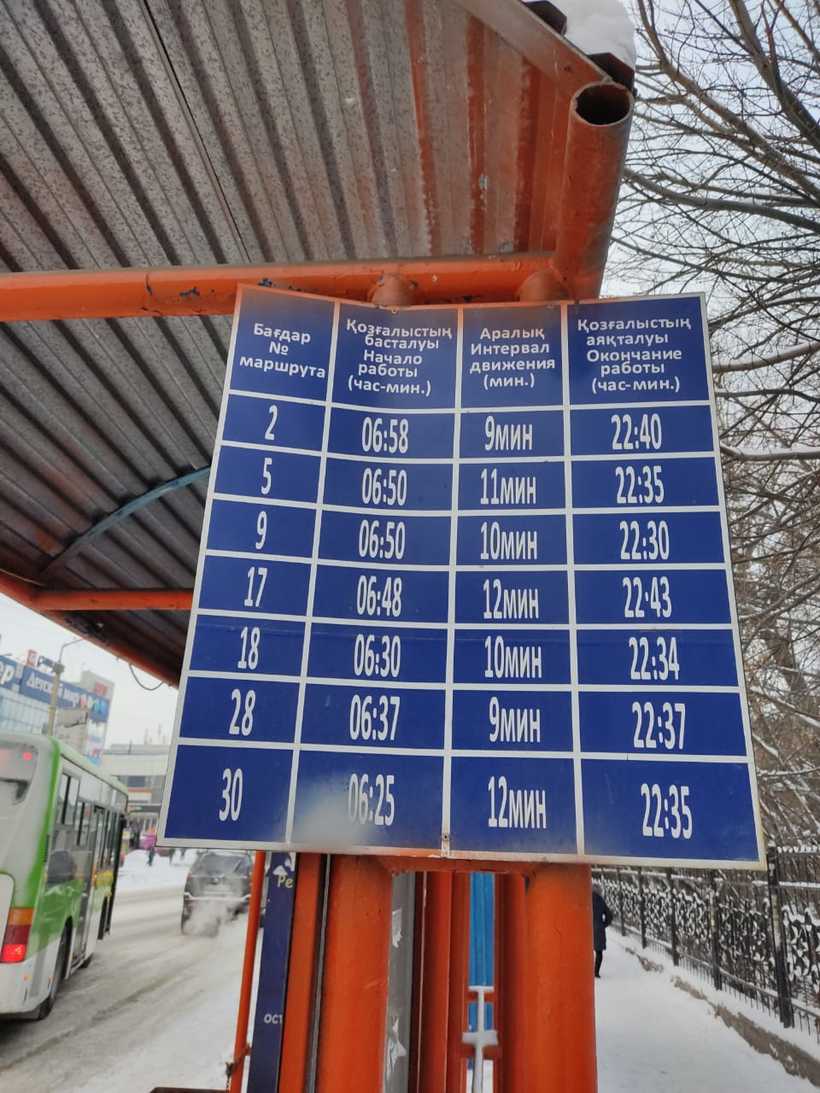 Бағдар
№
маршрута
Қозғалыстың
басталуы
Начало
работы
(час-мин.)
Аралық
Интервал
движения
(мин.)
Қозғалыстың
аяқталуы
Окончание
работы
(час-мин.)
2 06:58 9мин 22:40
5 06:50 11мин 22:35
9 06:50 10мин 22:30
17 06:48 12мин 22:43
18 06:30 10мин 22:34
28 06:37 9мин 22:37
30 06:25 12мин 22:35
Детский мир